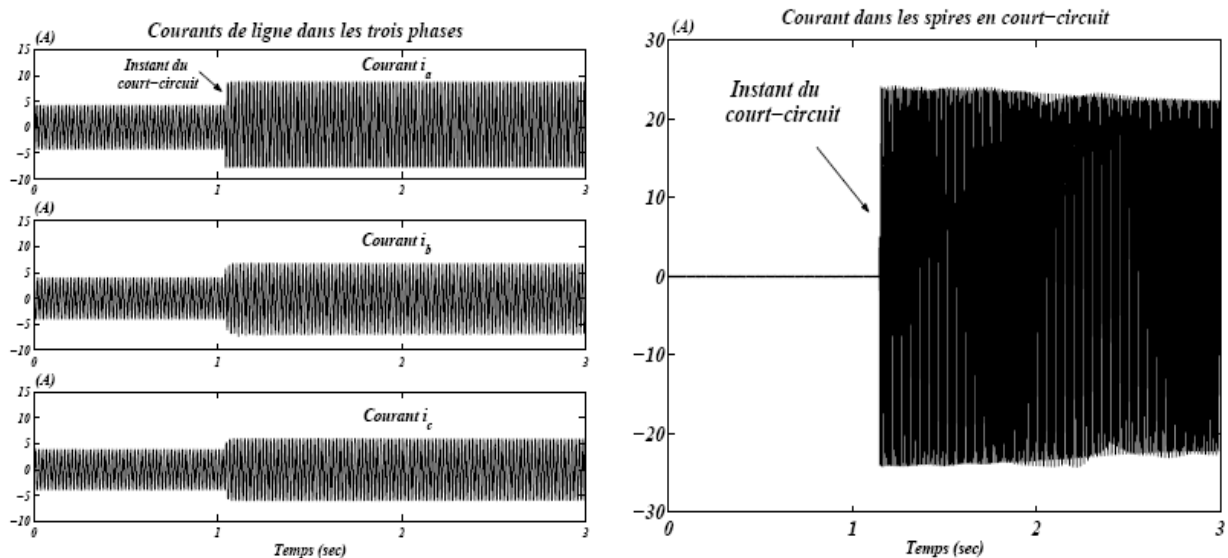 Courants de ligne dans les trois phases
(A)
15
10
5
0
−5
−10
Instant du
court−circuit
Courant i_a
0
1
2
3
(A)
15
10
5
0
−5
−10
Courant i_b
0
1
2
3
(A)
15
10
5
0
−5
−10
Courant i_c
0
1
2
3
Temps (sec)
Courant dans les spires en court−circuit
(A)
30
20
10
0
−10
−20
−30
Instant du
court−circuit
0
1
2
3
Temps (sec)